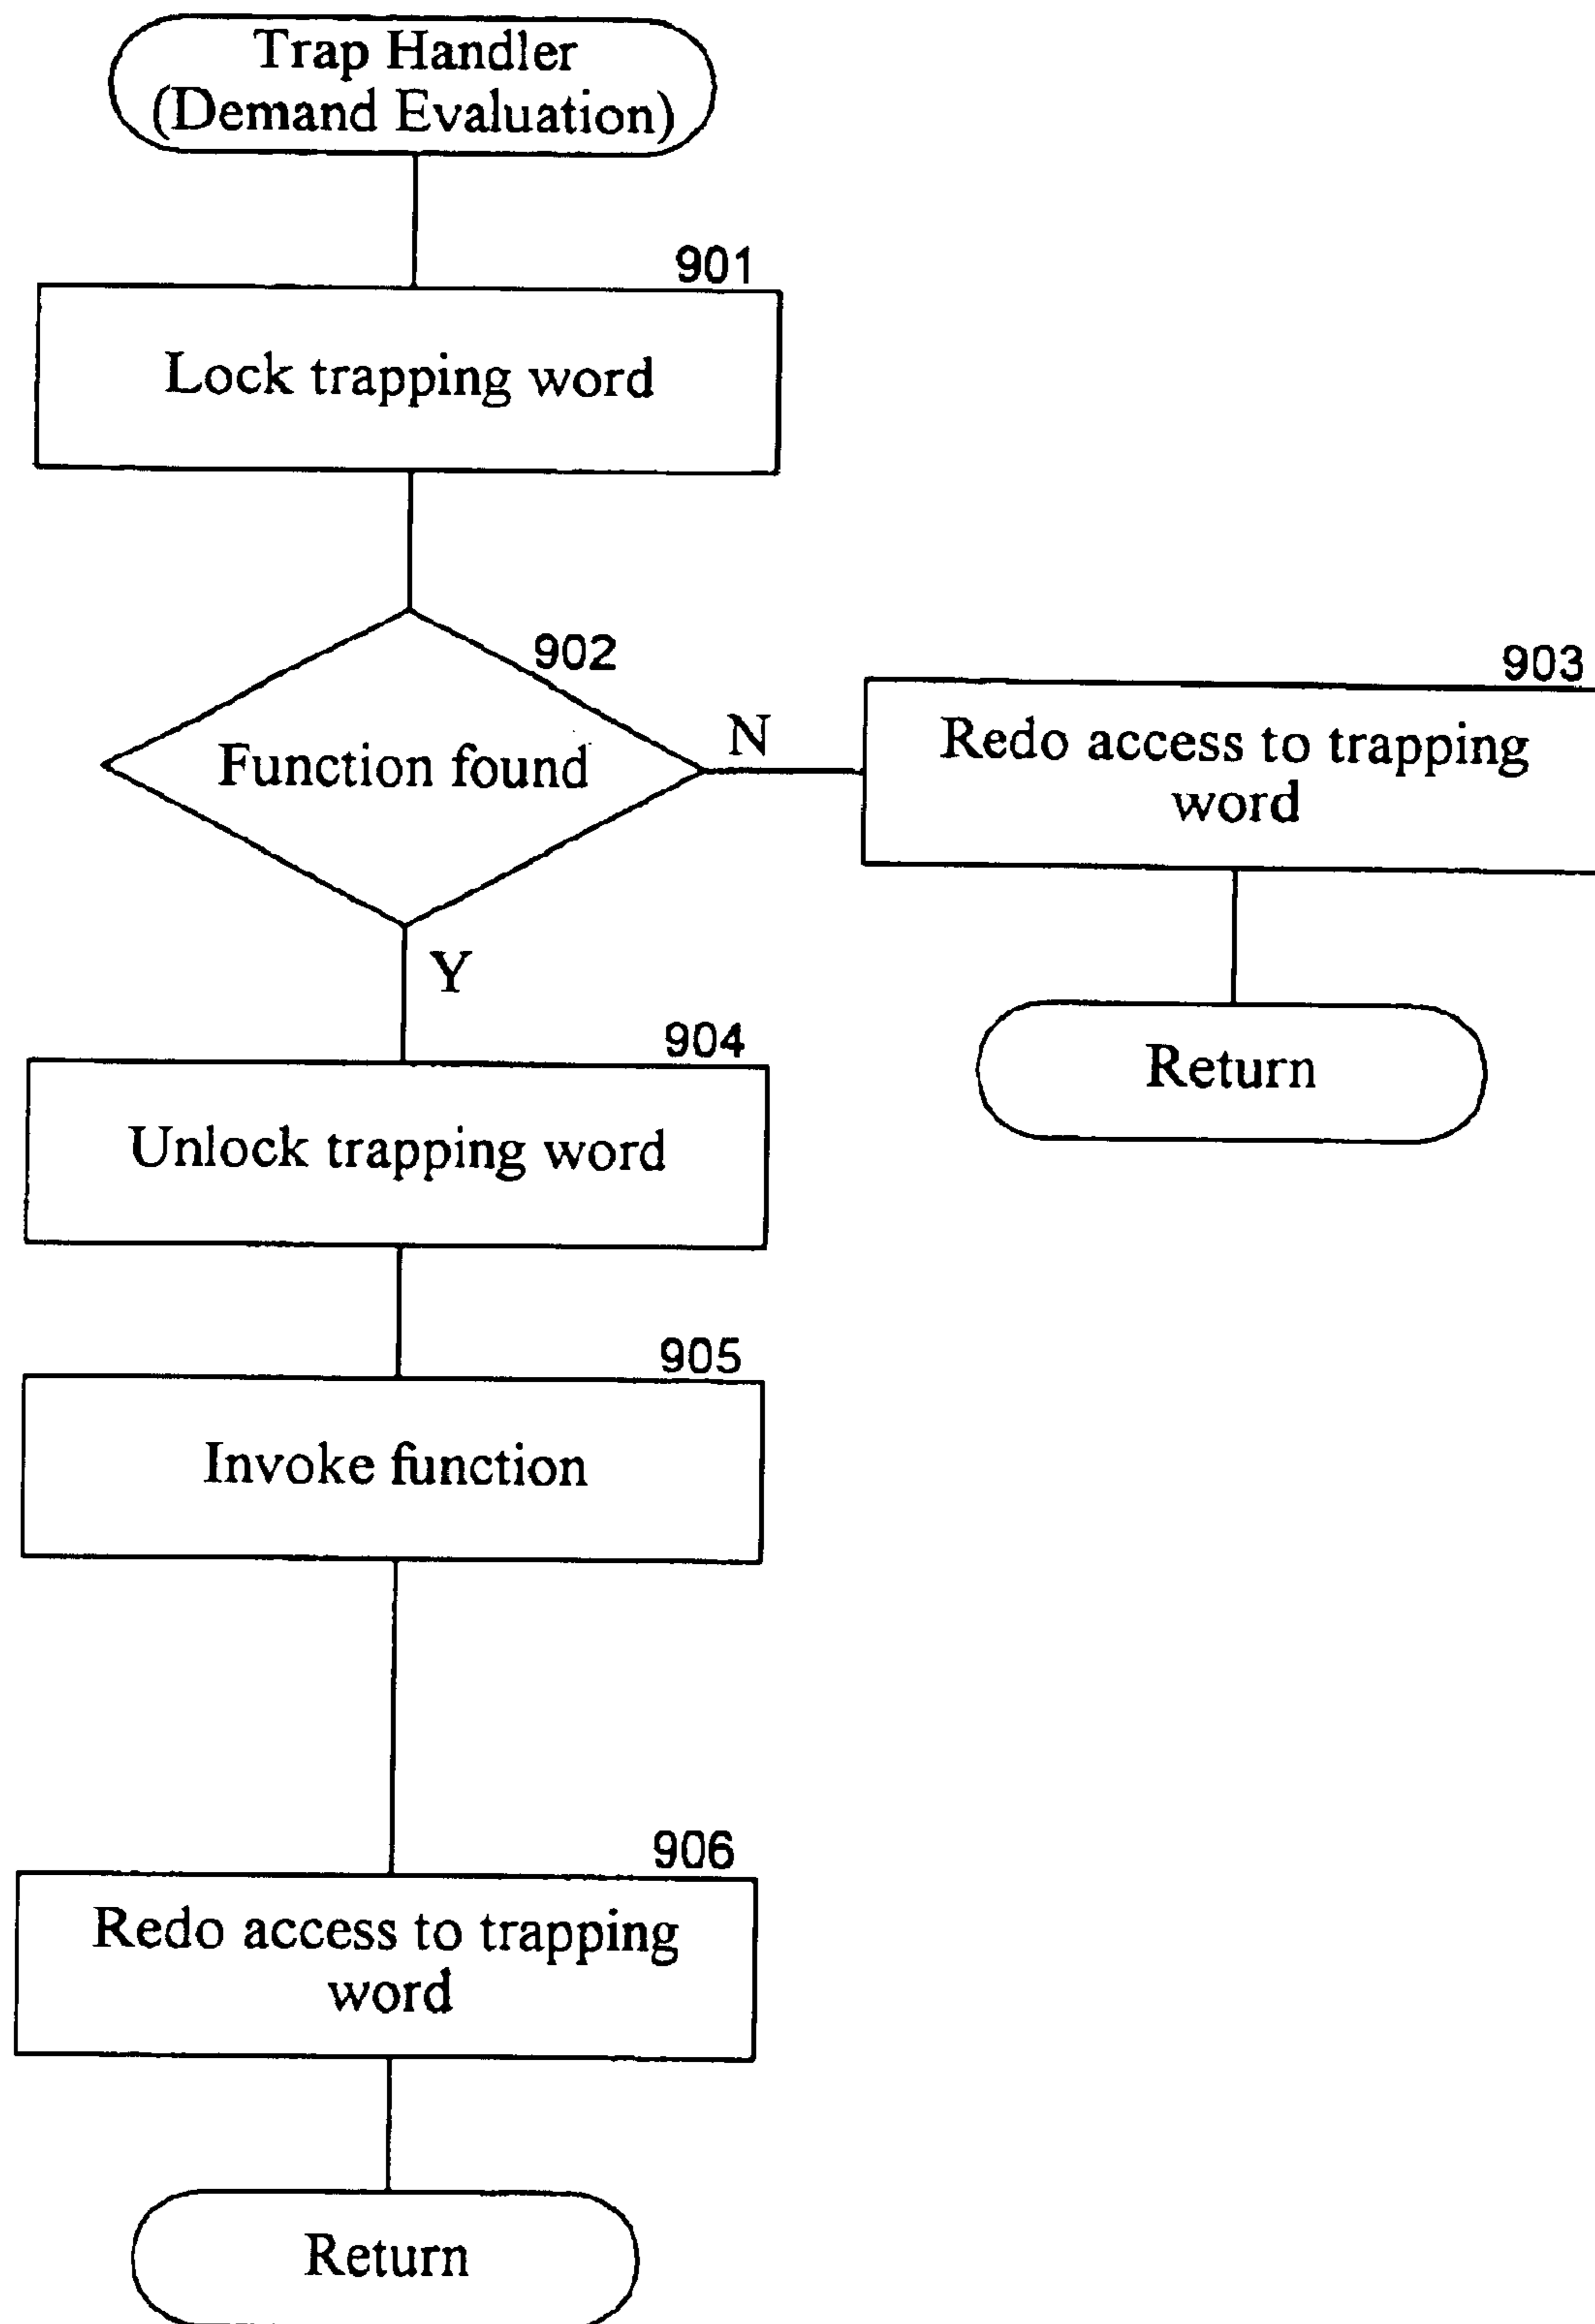 Trap Handler
(Demand Evaluation)
901
Lock trapping word
902
Function found
N
903
Redo access to trapping
word
Y
Return
904
Unlock trapping word
905
Invoke function
906
Redo access to trapping
word
Return